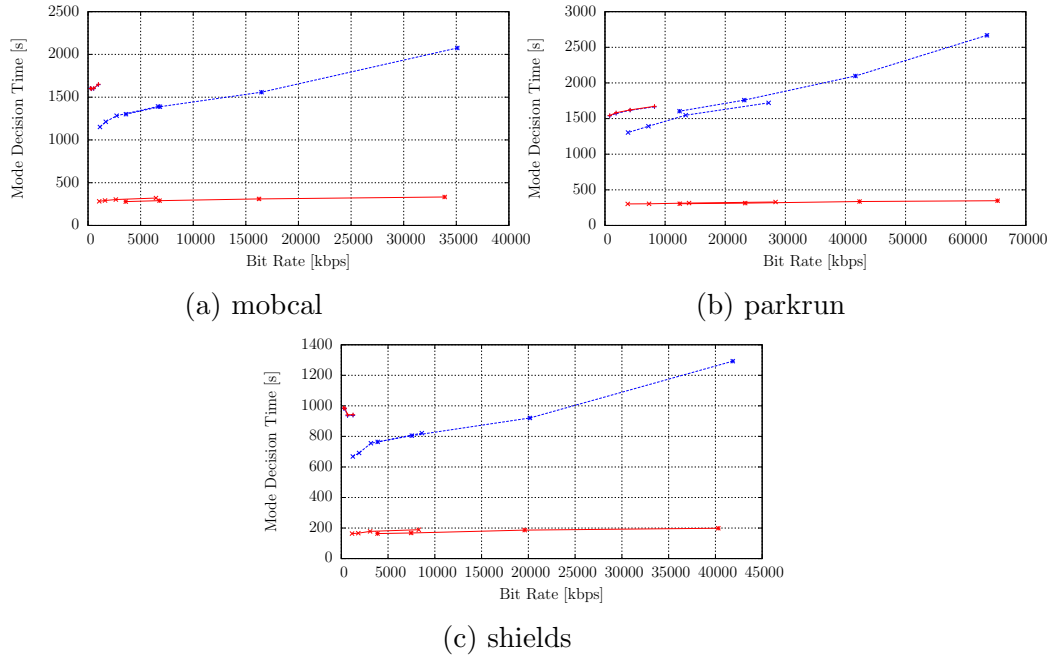 2500
2000
1500
1000
500
0
Mode Decision Time [s]
0 5000 10000 15000 20000 25000 30000 35000 40000
Bit Rate [kbps]
(a) mobcal
3000
2500
2000
1500
1000
500
0
Mode Decision Time [s]
0 10000 20000 30000 40000 50000 60000 70000
Bit Rate [kbps]
(b) parkrun
1400
1200
1000
800
600
400
200
0
Mode Decision Time [s]
0 5000 10000 15000 20000 25000 30000 35000 40000 45000
Bit Rate [kbps]
(c) shields